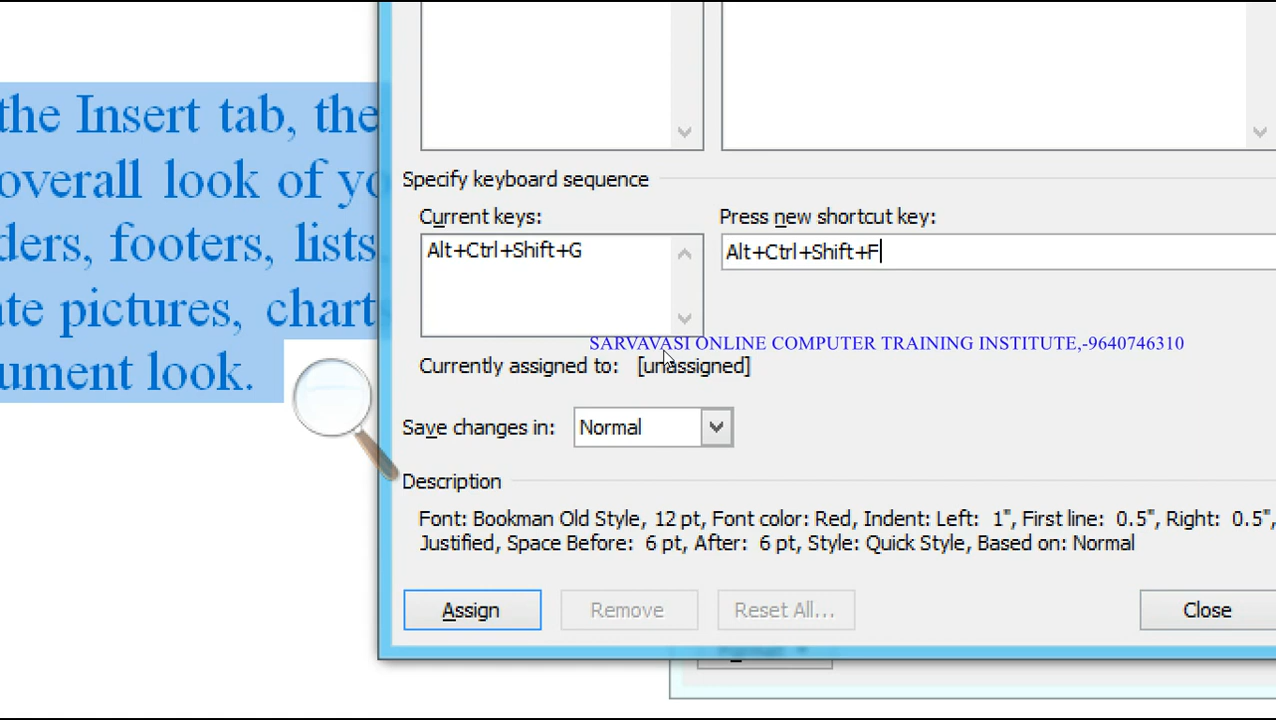 the Insert tab, the
overall look of yo
ders, footers, lists,
ate pictures, charts
ument look.
Specify keyboard sequence
Current keys:
Press new shortcut key:
Alt+Ctrl+Shift+G
Alt+Ctrl+Shift+F
SARVAVASI ONLINE COMPUTER TRAINING INSTITUTE,-9640746310
Currently assigned to: [unassigned]
Save changes in: Normal
Description
Font: Bookman Old Style, 12 pt, Font color: Red, Indent: Left: 1", First line: 0.5", Right: 0.5",
Justified, Space Before: 6 pt, After: 6 pt, Style: Quick Style, Based on: Normal
Assign
Remove
Reset All...
Close